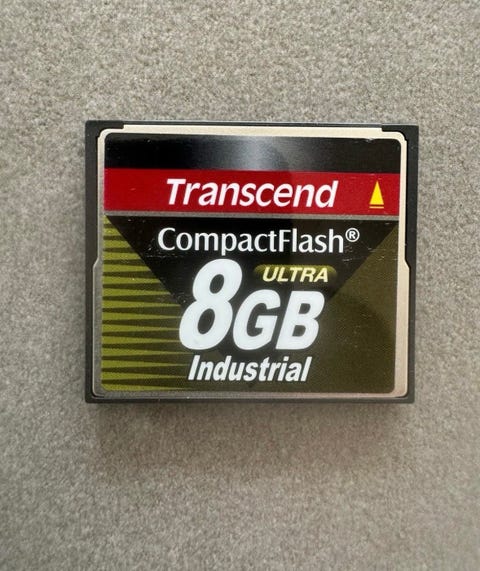 Transcend
CompactFlash®
ULTRA
8GB
Industrial